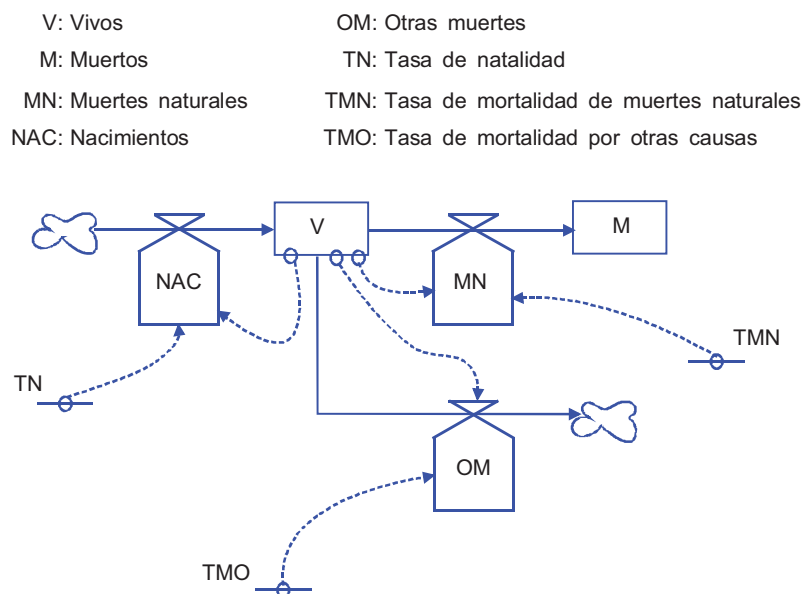 V: Vivos OM: Otras muertes
M: Muertos TN: Tasa de natalidad
MN: Muertes naturales TMN: Tasa de mortalidad de muertes naturales
NAC: Nacimientos TMO: Tasa de mortalidad por otras causas
V M
NAC MN
TMN
TN
OM
TMO